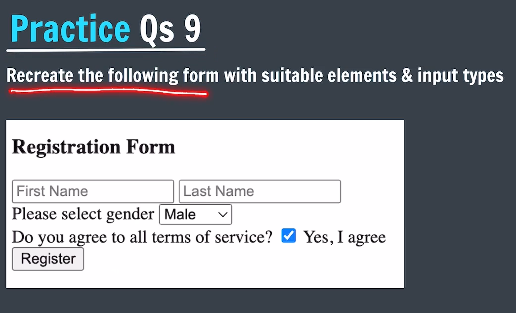 Practice Qs 9
Recreate the following form with suitable elements & input types
Registration Form
First Name Last Name
Please select gender Male
Do you agree to all terms of service? Yes, I agree
Register